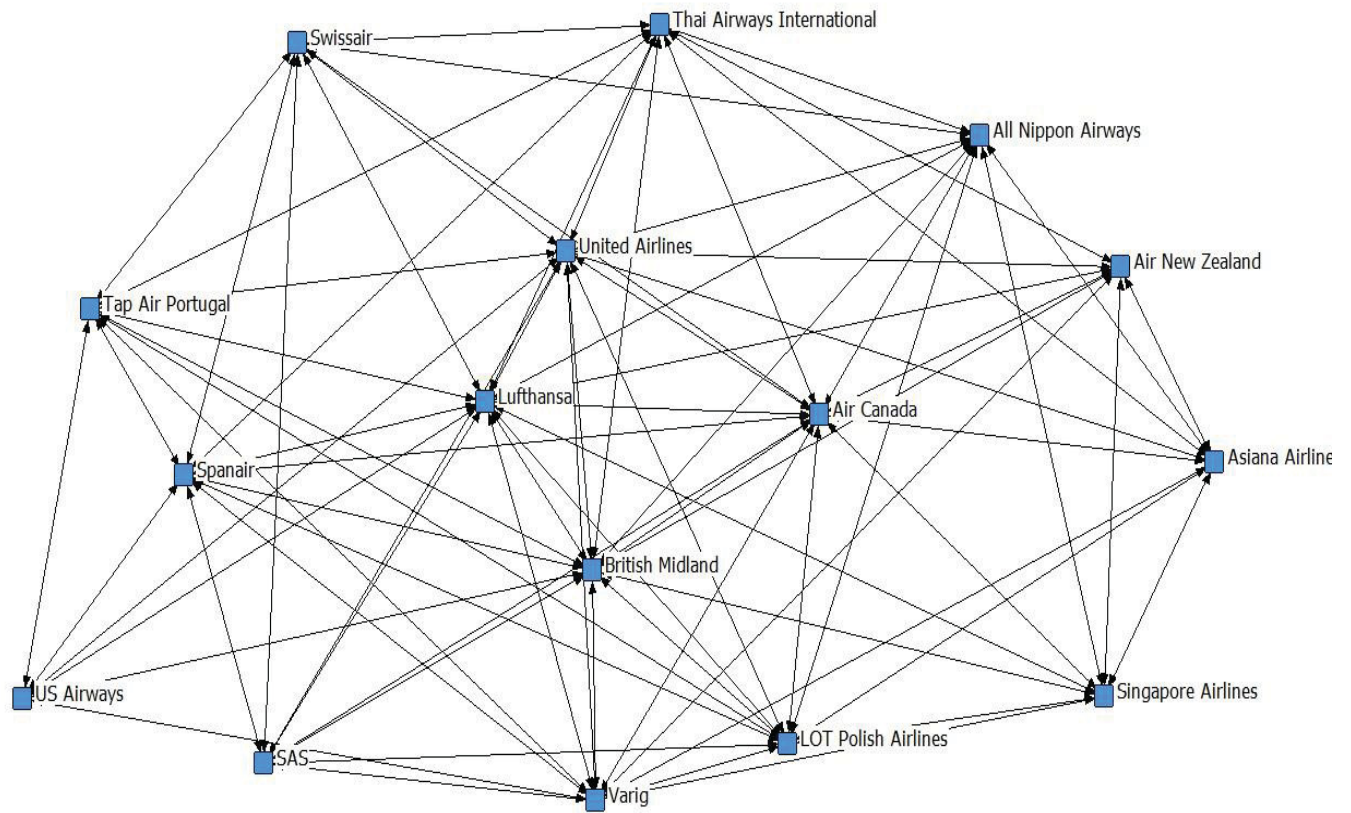 Thai Airways International
Swissair
All Nippon Airways
United Airlines
Air New Zealand
Tap Air Portugal
Lufthansa
Air Canada
Asiana Airline
Spanair
British Midland
US Airways
Singapore Airlines
LOT Polish Airlines
SAS
Varig